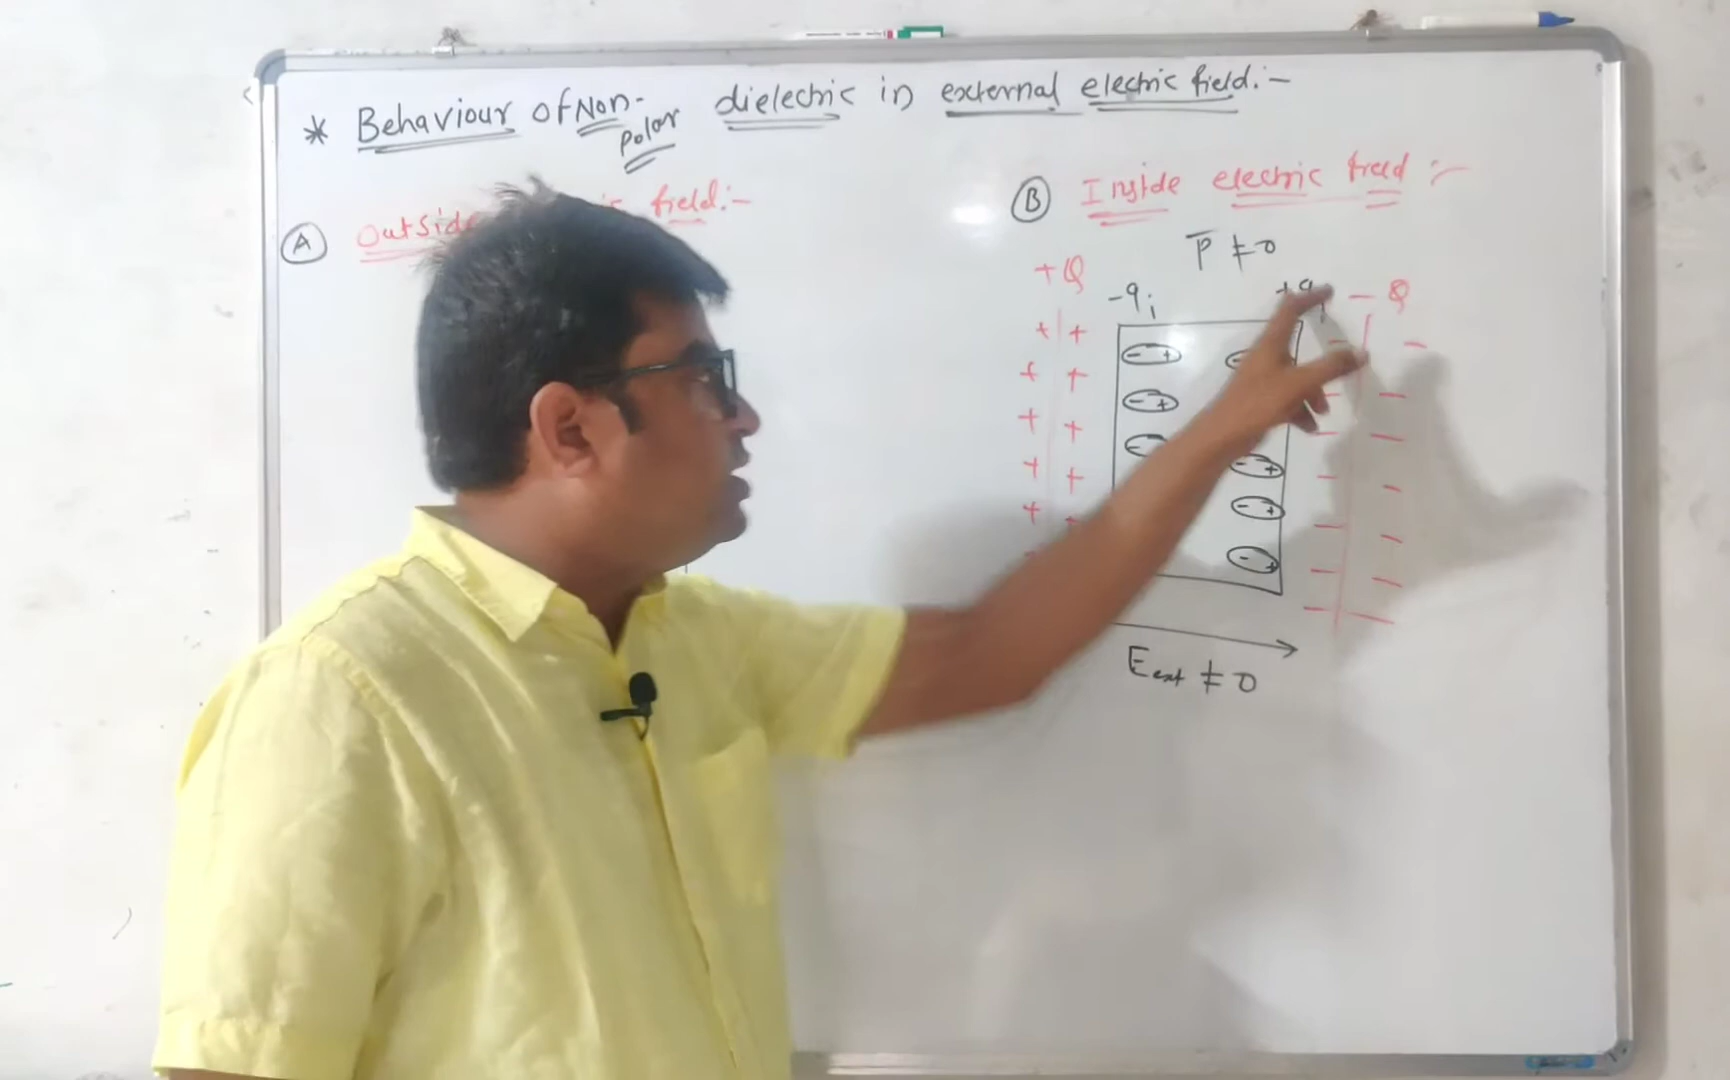 * Behaviour of Non-polar dielectric in external electric field:-
(A) Outside field:-
(B) Inside electric field :-
P̅ ≠ 0
+Q -qi +q - Q
+ + - + - -
+ + - + - -
+ + - + - -
+ + - + - -
+ + - + - -
- + - -
- -
Eext ≠ 0